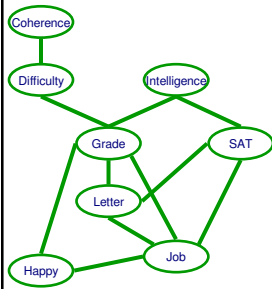 Coherence
Difficulty
Intelligence
Grade
SAT
Letter
Job
Happy